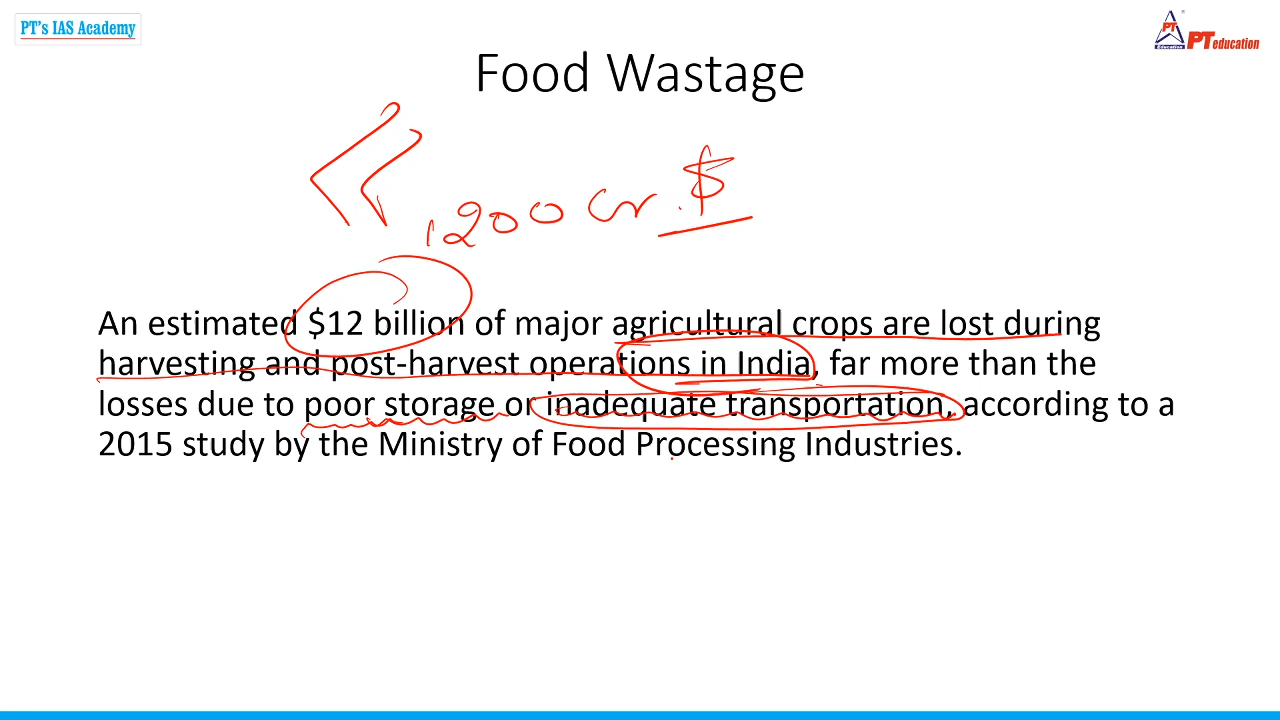 PT's IAS Academy
PT
Education
PT education
Food Wastage
1200 cr. $
An estimated $12 billion of major agricultural crops are lost during
harvesting and post-harvest operations in India, far more than the
losses due to poor storage or inadequate transportation, according to a
2015 study by the Ministry of Food Processing Industries.